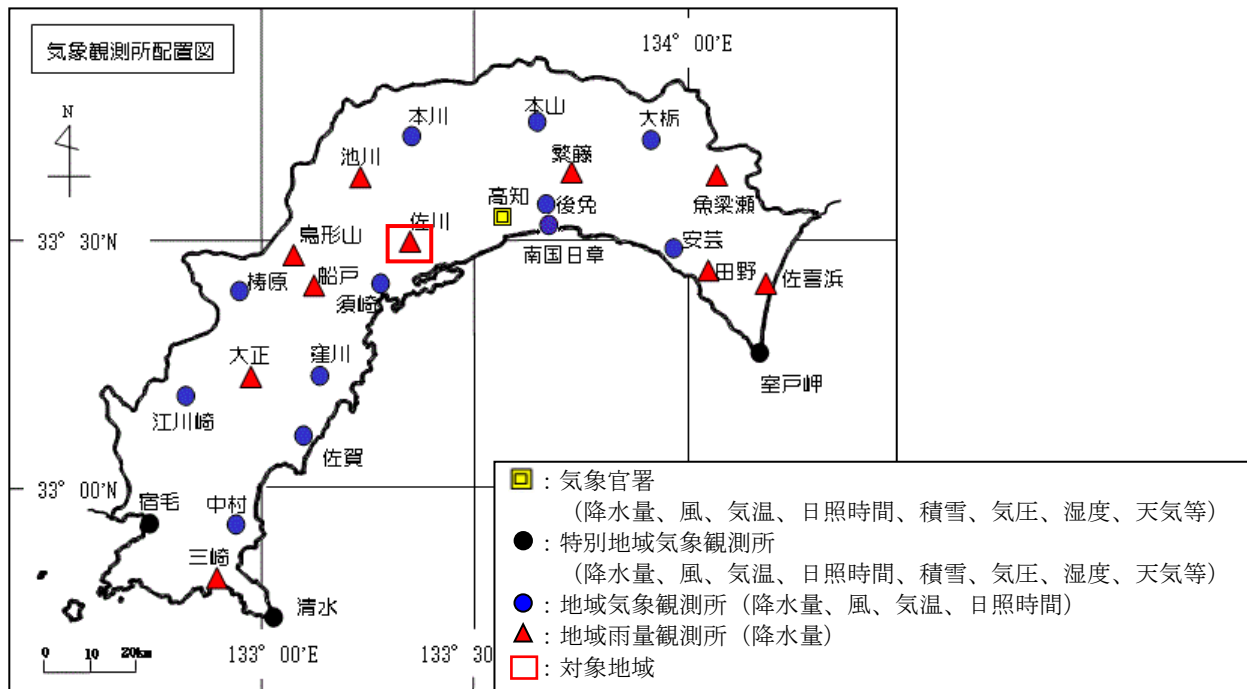 気象観測所配置図
134° 00'E
N
本川
本山
大栃
池川
繁藤
高知
後免
魚梁瀬
佐川
33° 30'N
鳥形山
南国日章
安芸
船戸
田野
佐喜浜
梼原
須崎
大正
窪川
室戸岬
江川崎
佐賀
33° 00'N
宿毛
中村
三崎
清水
0 10 20km
133° 00'E
133° 30
：気象官署
（降水量、風、気温、日照時間、積雪、気圧、湿度、天気等）
：特別地域気象観測所
（降水量、風、気温、日照時間、積雪、気圧、湿度、天気等）
：地域気象観測所（降水量、風、気温、日照時間）
：地域雨量観測所（降水量）
：対象地域